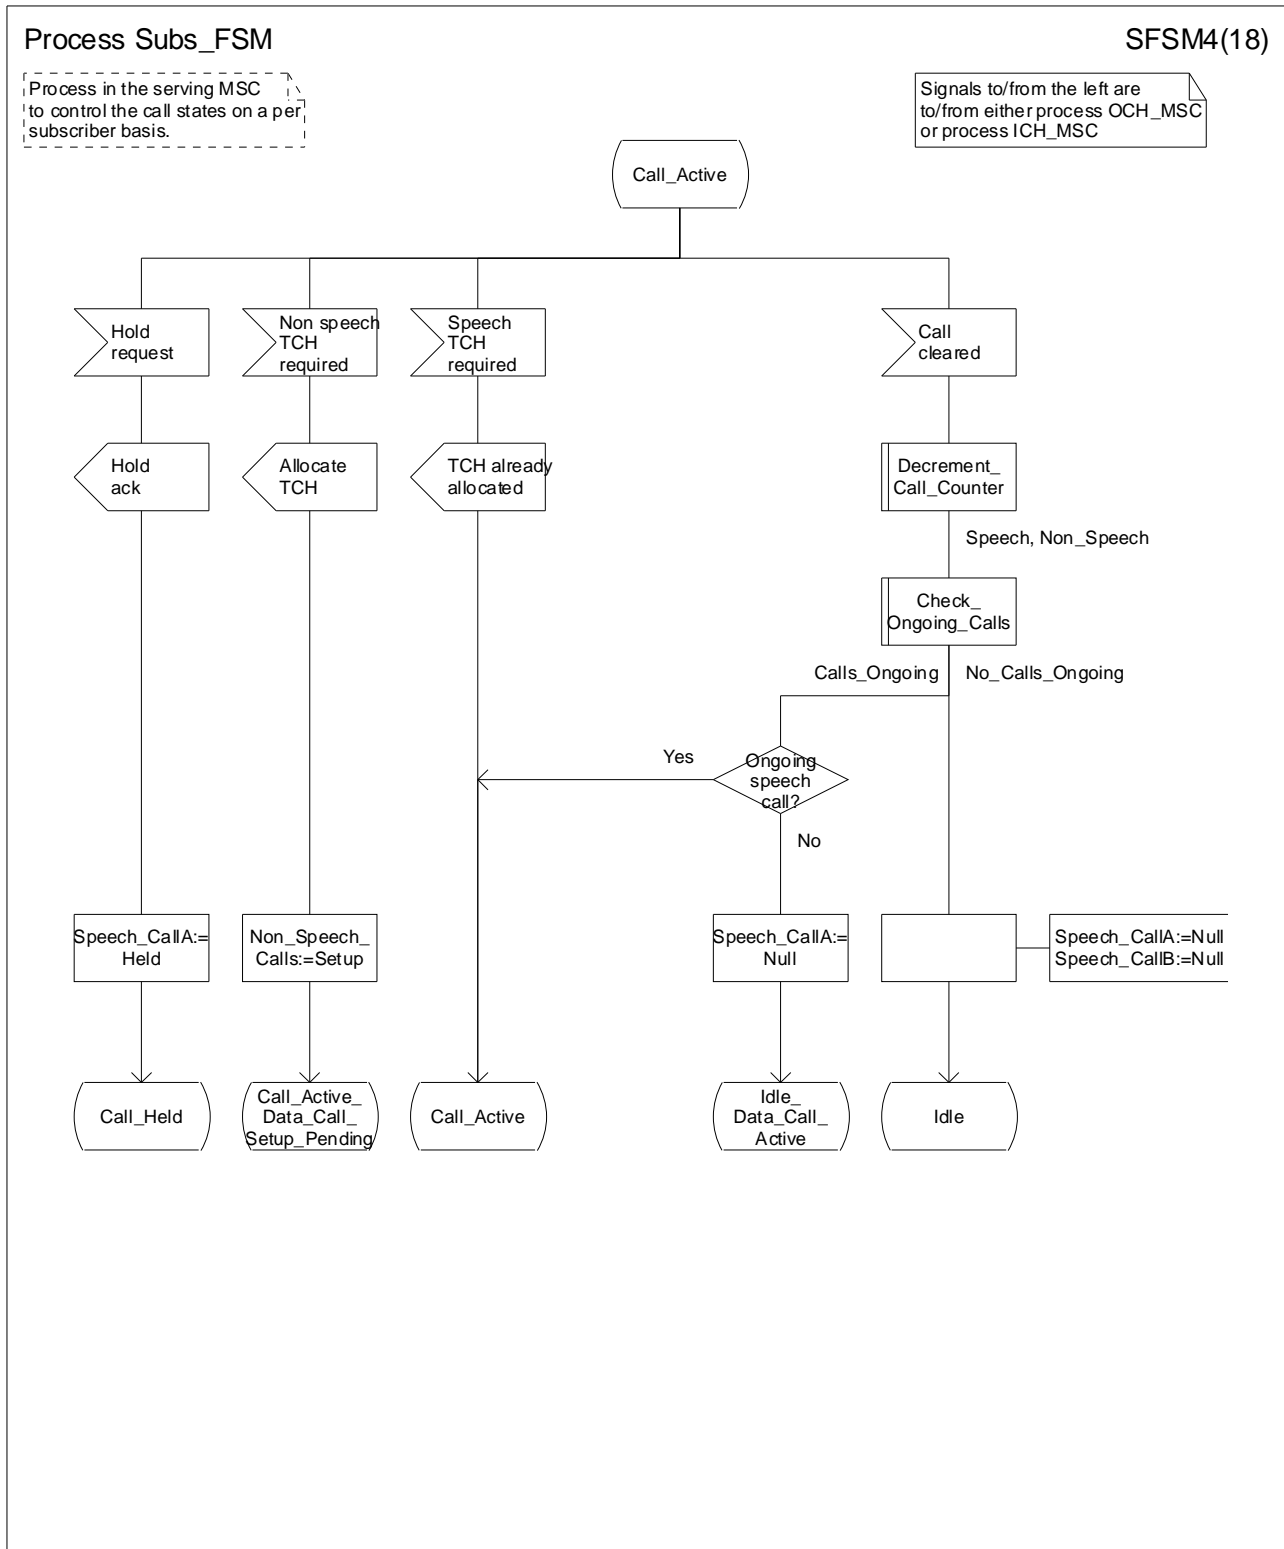 Process Subs_FSM
SFSM4(18)
Process in the serving MSC
to control the call states on a per
subscriber basis.
Signals to/from the left are
to/from either process OCH_MSC
or process ICH_MSC
Call_Active
Hold
request
Non speech
TCH
required
Speech
TCH
required
Call
cleared
Hold
ack
Allocate
TCH
TCH already
allocated
Decrement_
Call_Counter
Speech, Non_Speech
Check_
Ongoing_Calls
Calls_Ongoing
No_Calls_Ongoing
Yes
Ongoing
speech
call?
No
Speech_CallA:=
Held
Non_Speech_
Calls:=Setup
Speech_CallA:=
Null
Speech_CallA:=Null
Speech_CallB:=Null
Call_Held
Call_Active_
Data_Call_
Setup_Pending
Call_Active
Idle_
Data_Call_
Active
Idle